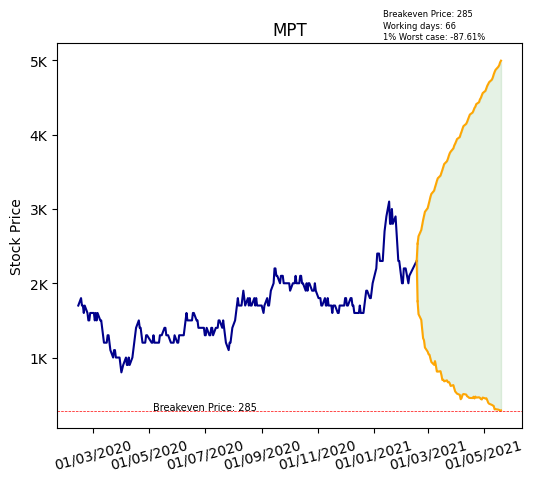 Breakeven Price: 285
Working days: 66
1% Worst case: -87.61%
MPT
5K
4K
3K
2K
1K
Stock Price
Breakeven Price: 285
01/03/2020 01/05/2020 01/07/2020 01/09/2020 01/11/2020 01/01/2021 01/03/2021 01/05/2021